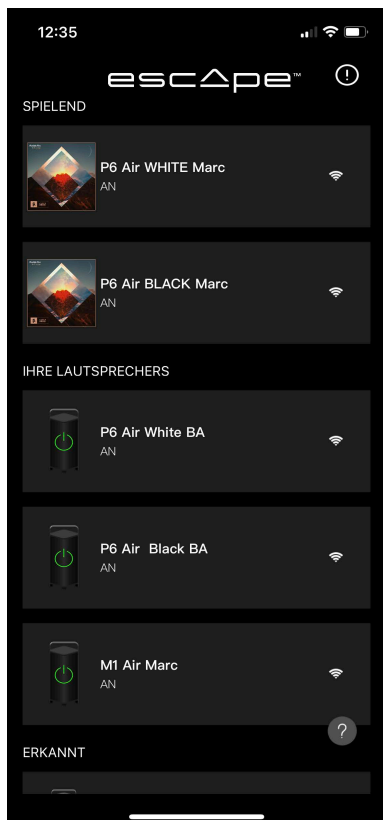 12:35
escape™
SPIELEND
P6 Air WHITE Marc
AN
P6 Air BLACK Marc
AN
IHRE LAUTSPRECHERS
P6 Air White BA
AN
P6 Air Black BA
AN
M1 Air Marc
AN
?
ERKANNT